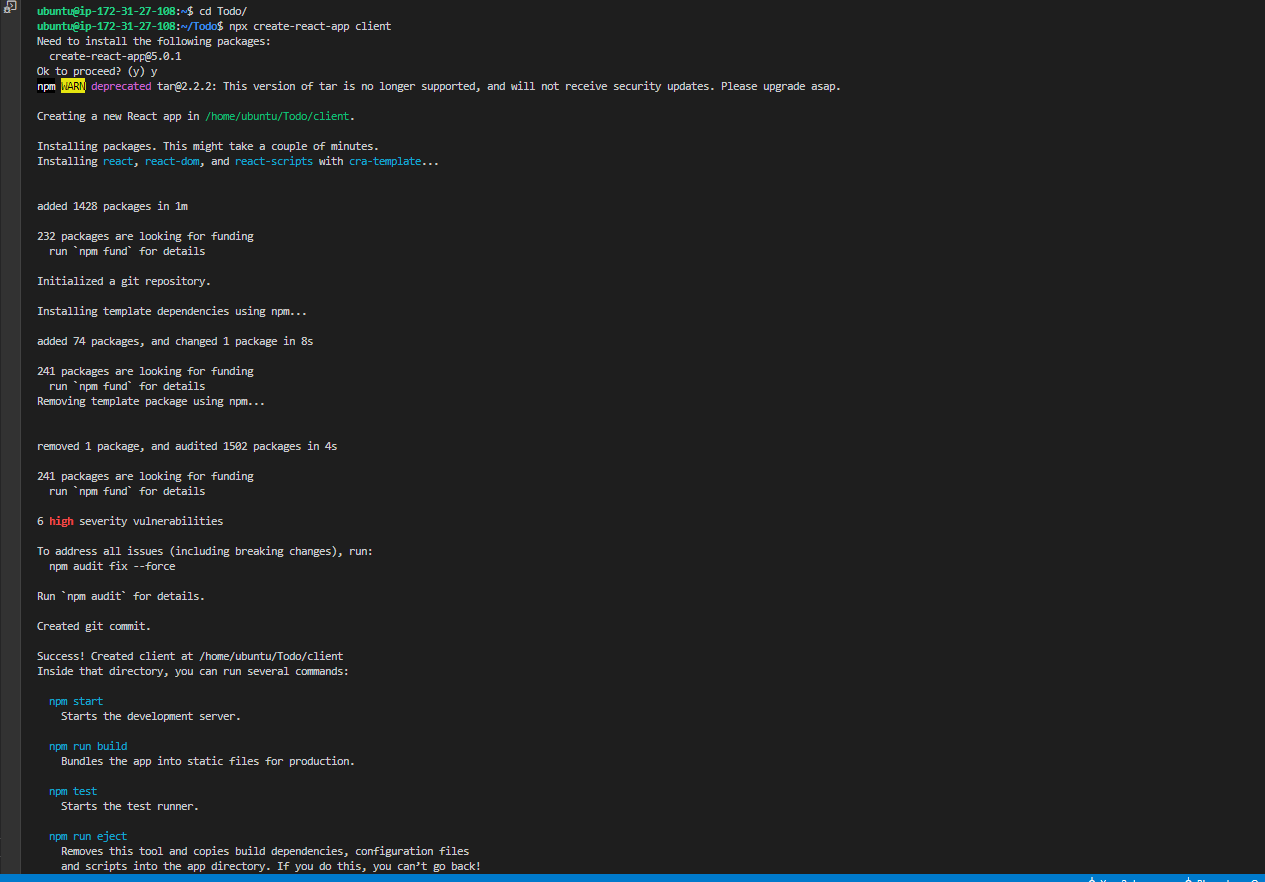 ubuntu@ip-172-31-27-108:~$ cd Todo/
ubuntu@ip-172-31-27-108:~/Todo$ npx create-react-app client
Need to install the following packages:
  create-react-app@5.0.1
Ok to proceed? (y) y
npm WARN deprecated tar@2.2.2: This version of tar is no longer supported, and will not receive security updates. Please upgrade asap.

Creating a new React app in /home/ubuntu/Todo/client.

Installing packages. This might take a couple of minutes.
Installing react, react-dom, and react-scripts with cra-template...

added 1428 packages in 1m

232 packages are looking for funding
  run `npm fund` for details

Initialized a git repository.

Installing template dependencies using npm...

added 74 packages, and changed 1 package in 8s

241 packages are looking for funding
  run `npm fund` for details
Removing template package using npm...

removed 1 package, and audited 1502 packages in 4s

241 packages are looking for funding
  run `npm fund` for details

6 high severity vulnerabilities

To address all issues (including breaking changes), run:
  npm audit fix --force

Run `npm audit` for details.

Created git commit.

Success! Created client at /home/ubuntu/Todo/client
Inside that directory, you can run several commands:

  npm start
    Starts the development server.

  npm run build
    Bundles the app into static files for production.

  npm test
    Starts the test runner.

  npm run eject
    Removes this tool and copies build dependencies, configuration files
    and scripts into the app directory. If you do this, you can’t go back!